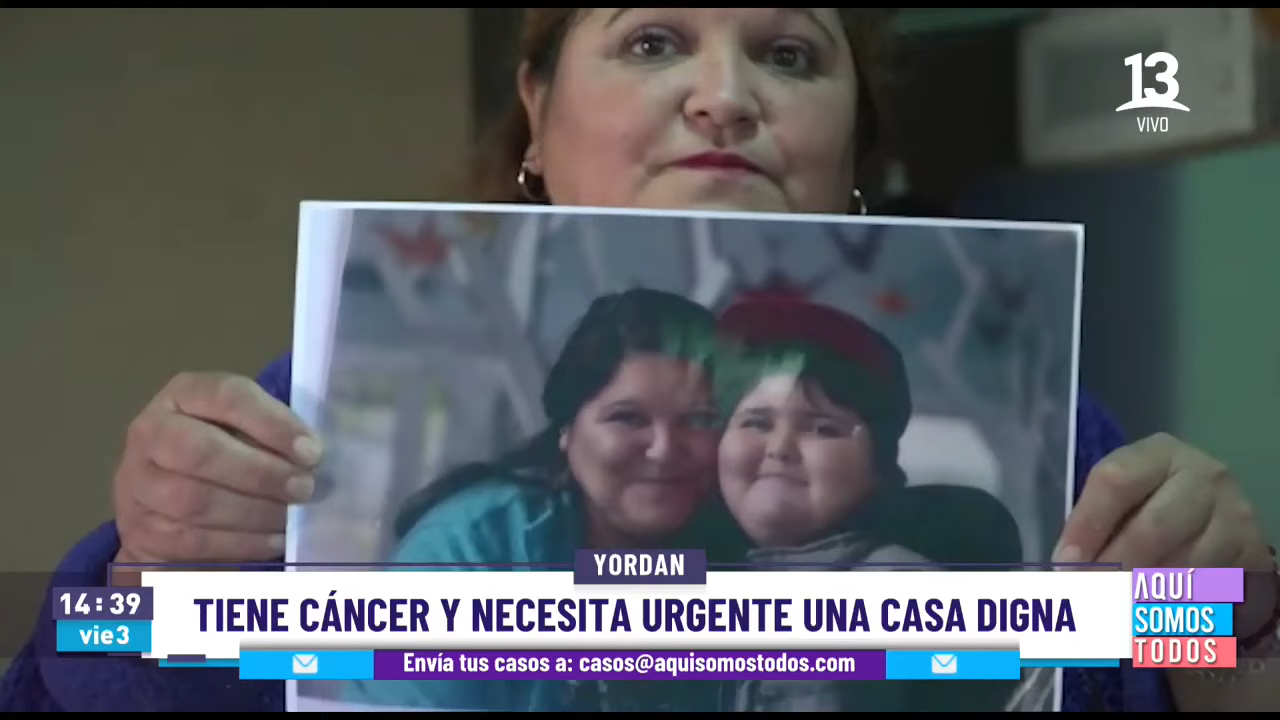 13
VIVO
YORDAN
14:39
TIENE CÁNCER Y NECESITA URGENTE UNA CASA DIGNA
vie3
AQUÍ
SOMOS
TODOS
Envía tus casos a: casos@aquisomostodos.com